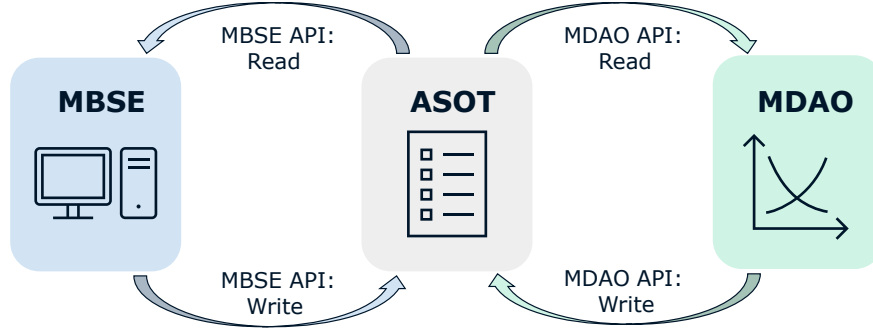 MBSE API:
Read
MDAO API:
Read
MBSE
ASOT
MDAO
MBSE API:
Write
MDAO API:
Write